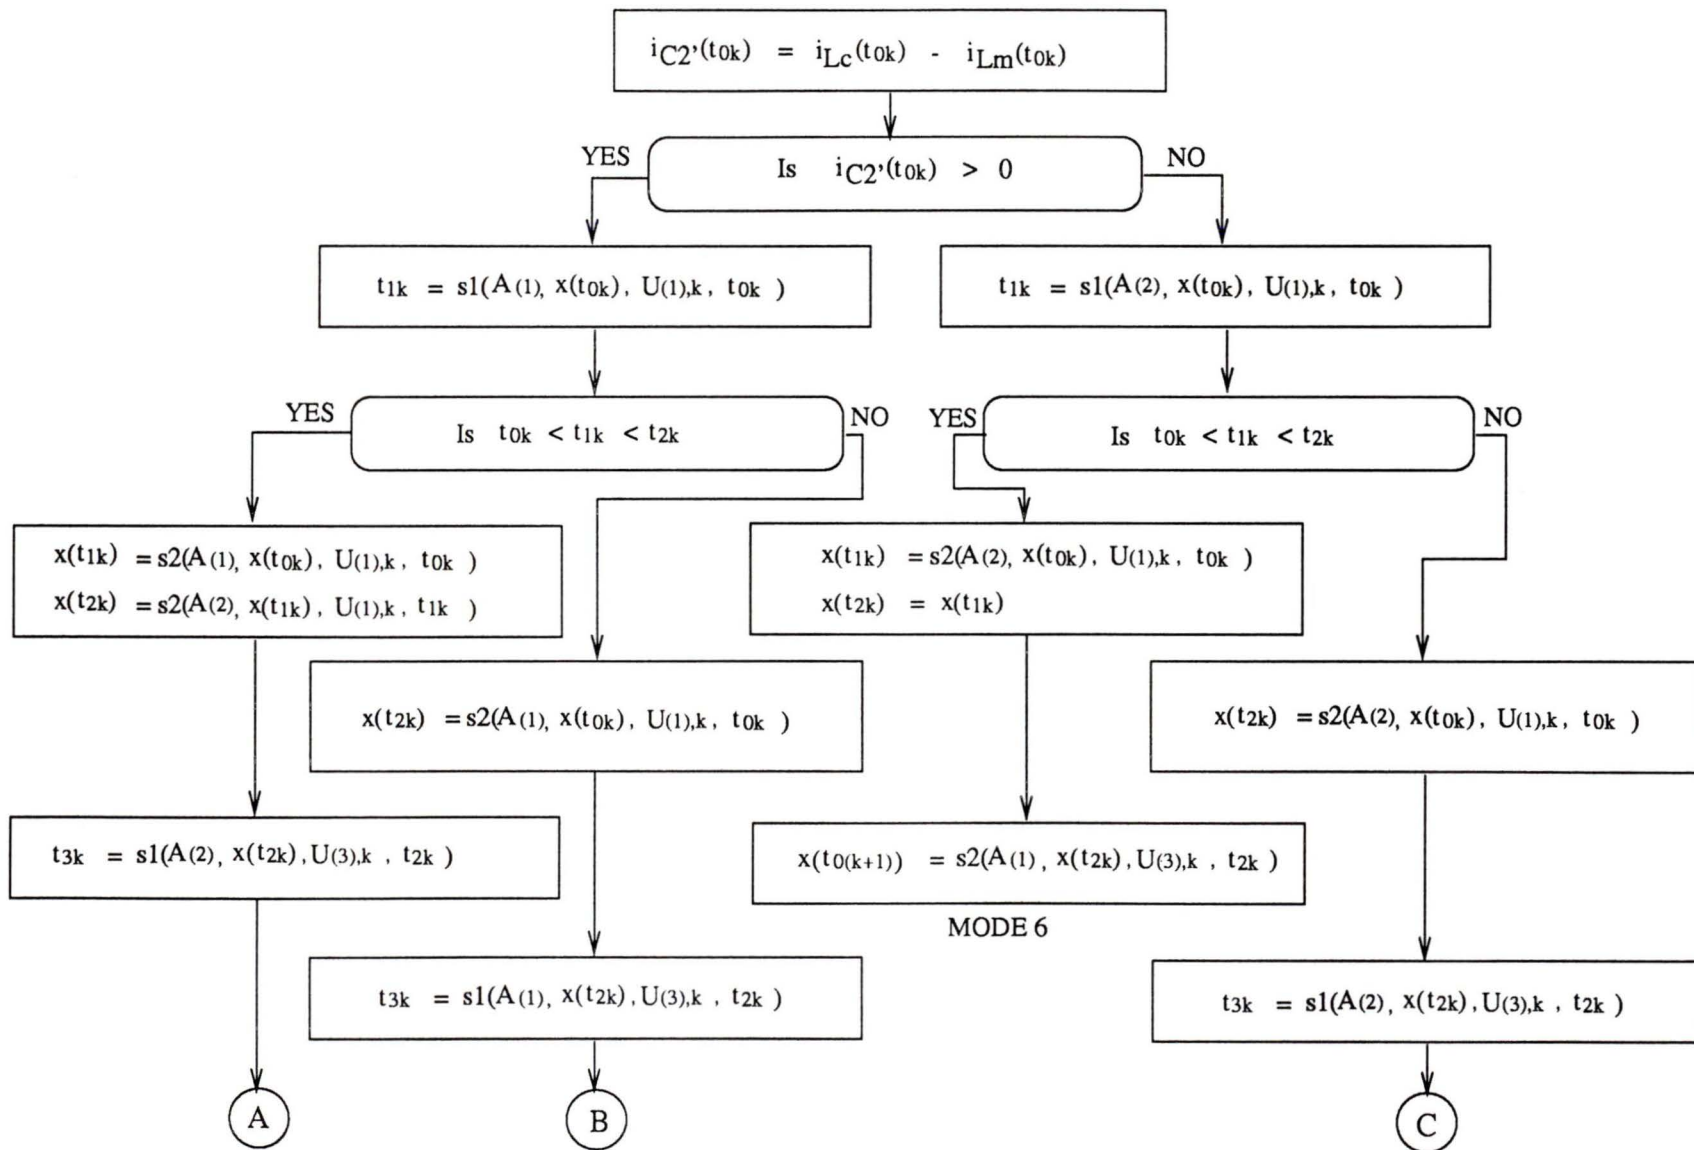 iC2'(t0k) = iLc(t0k) - iLm(t0k)
YES
Is iC2'(t0k) > 0
NO
t1k = s1(A(1), x(t0k), U(1),k, t0k )
t1k = s1(A(2), x(t0k), U(1),k, t0k )
YES
Is t0k < t1k < t2k
NO
YES
Is t0k < t1k < t2k
NO
x(t1k) = s2(A(1), x(t0k), U(1),k, t0k )
x(t2k) = s2(A(2), x(t1k), U(1),k, t1k )
x(t1k) = s2(A(2), x(t0k), U(1),k, t0k )
x(t2k) = x(t1k)
x(t2k) = s2(A(1), x(t0k), U(1),k, t0k )
x(t2k) = s2(A(2), x(t0k), U(1),k, t0k )
t3k = s1(A(2), x(t2k), U(3),k , t2k )
x(t0(k+1)) = s2(A(1), x(t2k), U(3),k , t2k )
MODE 6
t3k = s1(A(1), x(t2k), U(3),k , t2k )
t3k = s1(A(2), x(t2k), U(3),k , t2k )
A
B
C